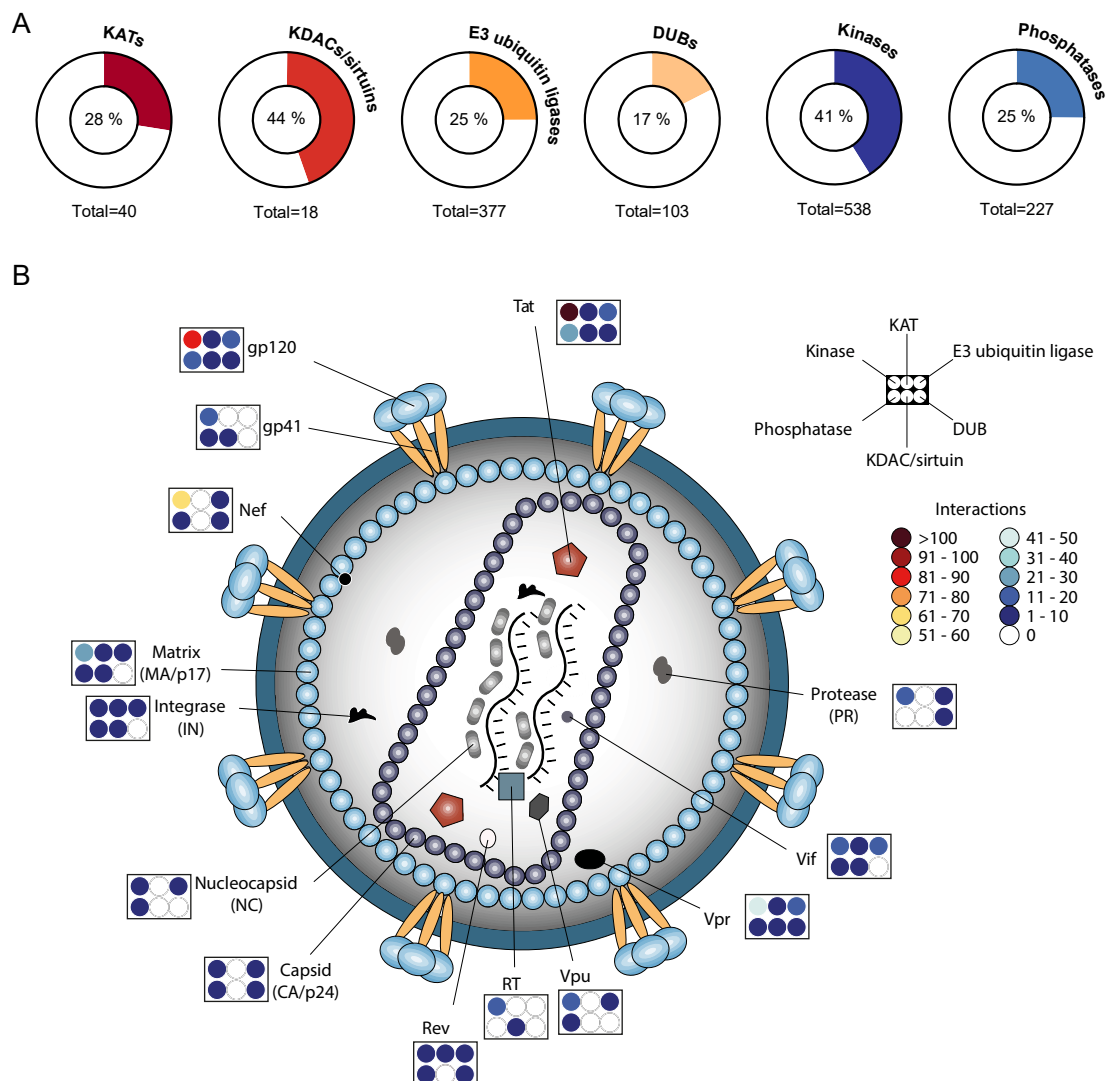 A
KATs
KDACs/sirtuins
E3 ubiquitin ligases
DUBs
Kinases
Phosphatases
28 %
44 %
25 %
17 %
41 %
25 %
Total=40
Total=18
Total=377
Total=103
Total=538
Total=227
B
Tat
gp120
gp41
Nef
Matrix
(MA/p17)
Integrase
(IN)
Nucleocapsid
(NC)
Capsid
(CA/p24)
Rev
RT
Vpu
Vpr
Vif
Protease
(PR)
KAT
Kinase
E3 ubiquitin ligase
Phosphatase
DUB
KDAC/sirtuin
Interactions
>100
41 - 50
91 - 100
31 - 40
81 - 90
21 - 30
71 - 80
11 - 20
61 - 70
1 - 10
51 - 60
0